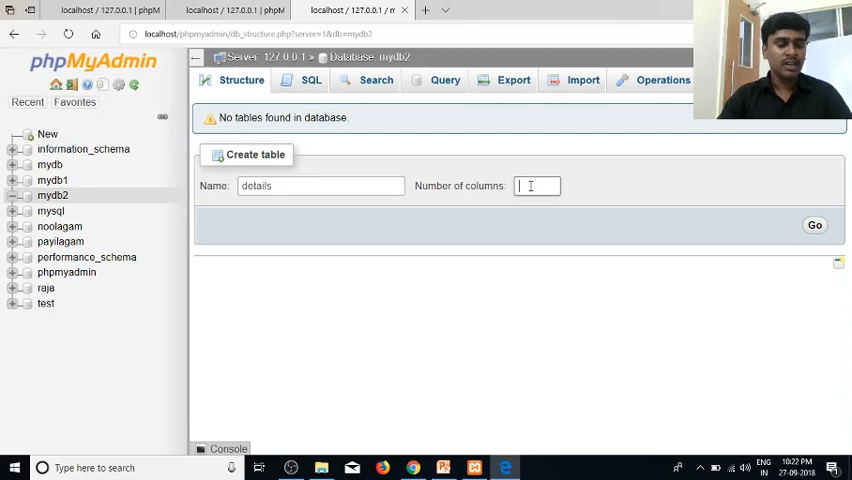 localhost / 127.0.0.1 | phpM
localhost / 127.0.0.1 | phpM
localhost / 127.0.0.1 / m
localhost/phpmyadmin/db_structure.php?server=1&db=mydb2
phpMyAdmin
Recent
Favorites
New
information_schema
mydb
mydb1
mydb2
mysql
noolagam
payilagam
performance_schema
phpmyadmin
raja
test
Server: 127.0.0.1 » Database: mydb2
Structure
SQL
Search
Query
Export
Import
Operations
No tables found in database.
Create table
Name: details
Number of columns:
Go
Console
Type here to search
ENG
IN
10:22 PM
27-09-2018